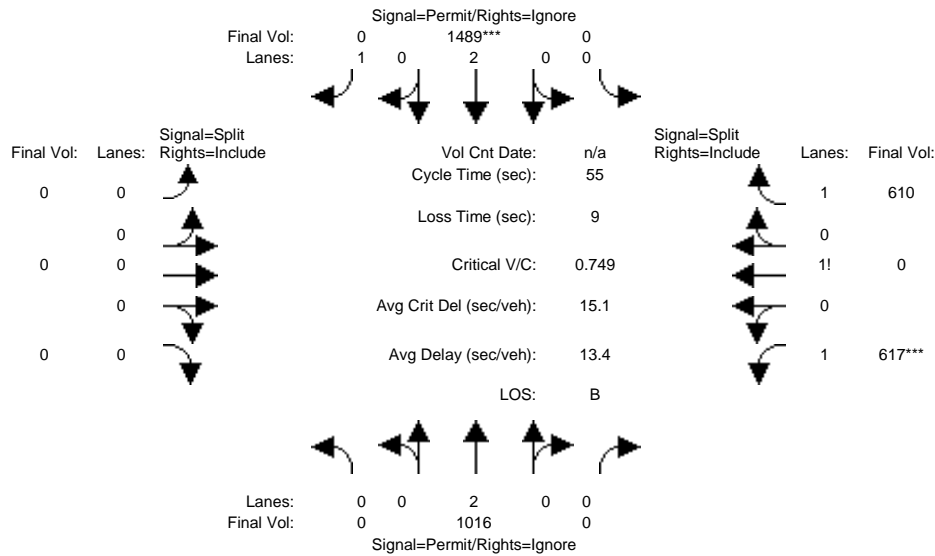 Signal=Permit/Rights=Ignore
Final Vol: 0 1489*** 0
Lanes: 1 0 2 0 0
Signal=Split
Final Vol: Lanes: Rights=Include
0 0
0
0 0
0
0 0
Vol Cnt Date: n/a
Cycle Time (sec): 55
Loss Time (sec): 9
Critical V/C: 0.749
Avg Crit Del (sec/veh): 15.1
Avg Delay (sec/veh): 13.4
LOS: B
Signal=Split
Rights=Include Lanes: Final Vol:
1 610
0
1! 0
0
1 617***
Lanes: 0 0 2 0 0
Final Vol: 0 1016 0
Signal=Permit/Rights=Ignore